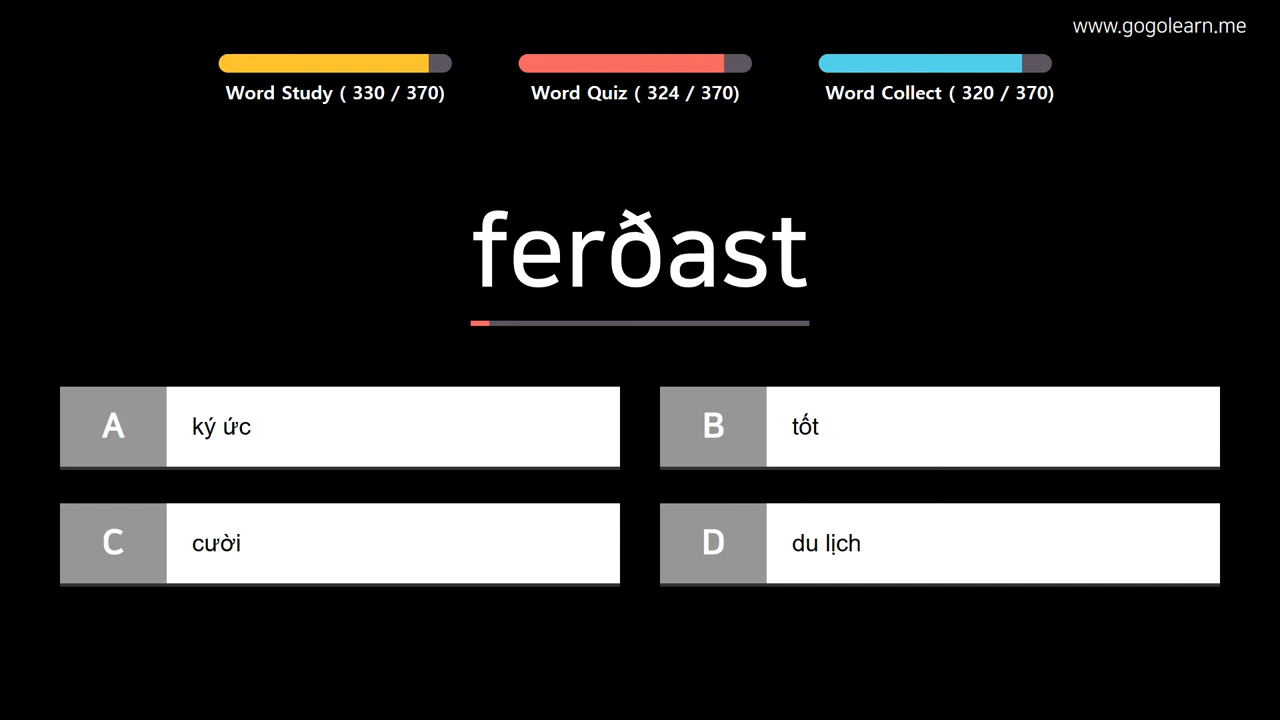 www.gogolearn.me
Word Study ( 330 / 370)
Word Quiz ( 324 / 370)
Word Collect ( 320 / 370)
ferðast
A ký ức
B tốt
C cười
D du lịch